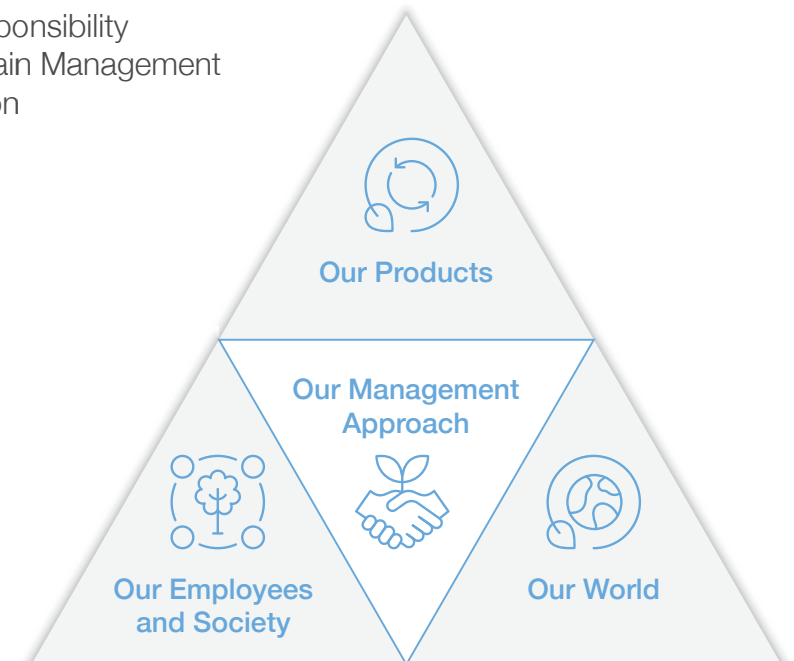 ponsibility
ain Management
on
Our Products
Our Management
Approach
Our Employees
and Society
Our World